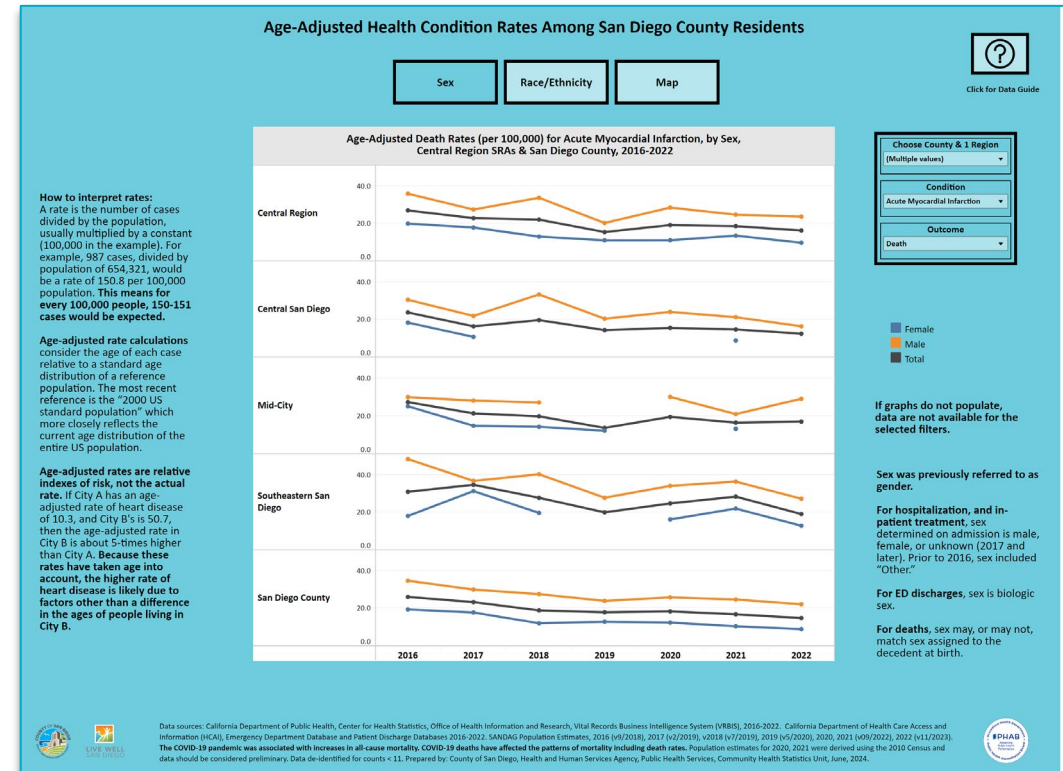 Age-Adjusted Health Condition Rates Among San Diego County Residents
Sex
Race/Ethnicity
Map
Click for Data Guide
How to interpret rates:
A rate is the number of cases
divided by the population,
usually multiplied by a constant
(100,000 in the example). For
example, 987 cases, divided by
population of 654,321, would
be a rate of 150.8 per 100,000
population. This means for
every 100,000 people, 150-151
cases would be expected.
Age-adjusted rate calculations
consider the age of each case
relative to a standard age
distribution of a reference
population. The most recent
reference is the "2000 US
standard population" which
more closely reflects the
current age distribution of the
entire US population.
Age-adjusted rates are relative
indexes of risk, not the actual
rate. If City A has an age-
adjusted rate of heart disease
of 10.3, and City B's is 50.7,
then the age-adjusted rate in
City B is about 5-times higher
than City A. Because these
rates have taken age into
account, the higher rate of
heart disease is likely due to
factors other than a difference
in the ages of people living in
City B.
Age-Adjusted Death Rates (per 100,000) for Acute Myocardial Infarction, by Sex,
Central Region SRAs & San Diego County, 2016-2022
Central Region
40.0
20.0
0.0
Central San Diego
40.0
20.0
0.0
Mid-City
40.0
20.0
0.0
Southeastern San
Diego
40.0
20.0
0.0
San Diego County
40.0
20.0
0.0
2016 2017 2018 2019 2020 2021 2022
Choose County & 1 Region
(Multiple values)
Condition
Acute Myocardial Infarction
Outcome
Death
Female
Male
Total
If graphs do not populate,
data are not available for the
selected filters.
Sex was previously referred to as
gender.
For hospitalization, and in-
patient treatment, sex
determined on admission is male,
female, or unknown (2017 and
later). Prior to 2016, sex included
"Other."
For ED discharges, sex is biologic
sex.
For deaths, sex may, or may not,
match sex assigned to the
decedent at birth.
LIVE WELL
SAN DIEGO
Data sources: California Department of Public Health, Center for Health Statistics, Office of Health Information and Research, Vital Records Business Intelligence System (VRBIS), 2016-2022. California Department of Health Care Access and
Information (HCAI), Emergency Department Database and Patient Discharge Databases 2016-2022. SANDAG Population Estimates, 2016 (v9/2018), 2017 (v2/2019), v2018 (v7/2019), 2019 (v5/2020), 2020, 2021 (v09/2022), 2022 (v11/2023).
The COVID-19 pandemic was associated with increases in all-cause mortality. COVID-19 deaths have affected the patterns of mortality including death rates. Population estimates for 2020, 2021 were derived using the 2010 Census and
data should be considered preliminary. Data de-identified for counts < 11. Prepared by: County of San Diego, Health and Human Services Agency, Public Health Services, Community Health Statistics Unit, June, 2024.
PHAB